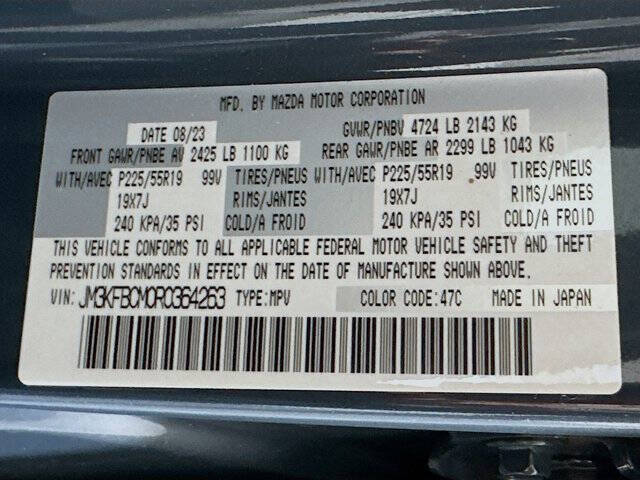 MFD. BY MAZDA MOTOR CORPORATION
DATE 08/23 GVWR/PNBV 4724 LB 2143 KG
FRONT GAWR/PNBE AV 2425 LB 1100 KG REAR GAWR/PNBE AR 2299 LB 1043 KG
WITH/AVEC P225/55R19 99V TIRES/PNEUS WITH/AVEC P225/55R19 99V TIRES/PNEUS
19X7J RIMS/JANTES 19X7J RIMS/JANTES
240 KPA/35 PSI COLD/A FROID 240 KPA/35 PSI COLD/A FROID
THIS VEHICLE CONFORMS TO ALL APPLICABLE FEDERAL MOTOR VEHICLE SAFETY AND THEFT
PREVENTION STANDARDS IN EFFECT ON THE DATE OF MANUFACTURE SHOWN ABOVE.
VIN: JM3KFBCM0R0364263 TYPE:MPV COLOR CODE:47C MADE IN JAPAN